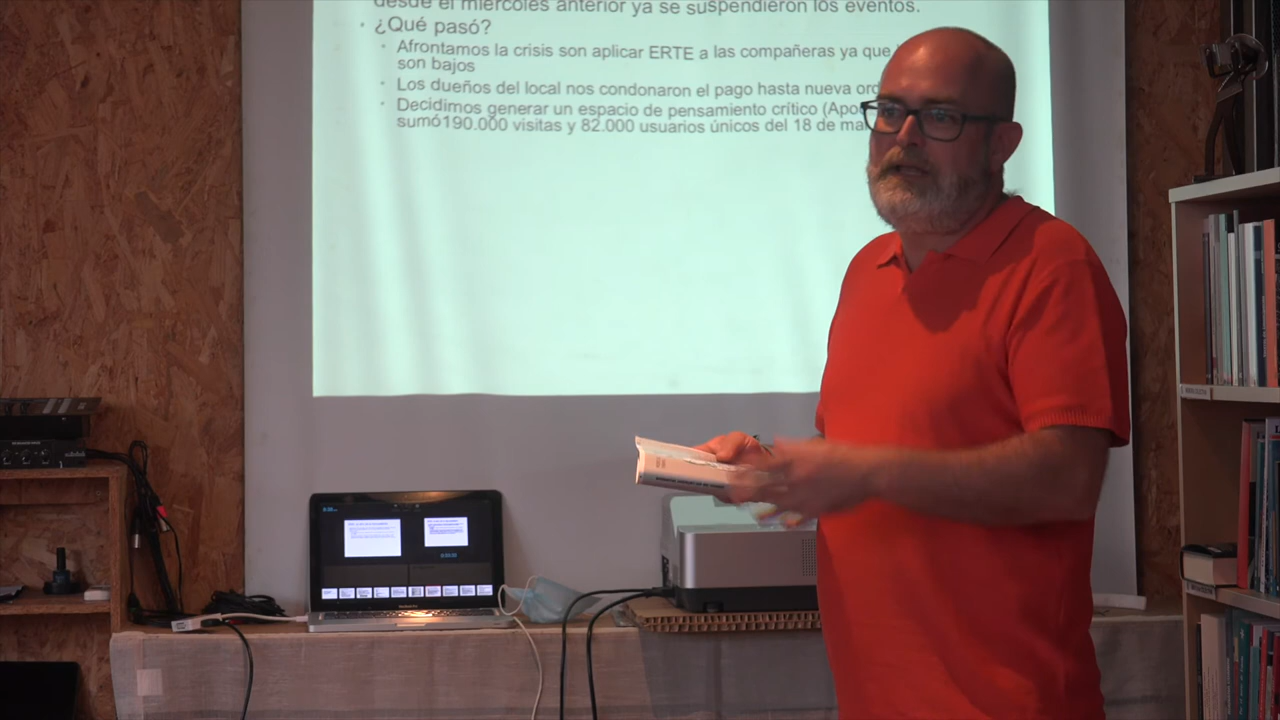 desde el miércoles anterior ya se suspendieron los eventos.
• ¿Qué pasó?
• Afrontamos la crisis son aplicar ERTE a las compañeras ya que
son bajos
• Los dueños del local nos condonaron el pago hasta nueva
• Decidimos generar un espacio de pensamiento crítico
sumó190.000 visitas y 82.000 usuarios únicos del 18 de